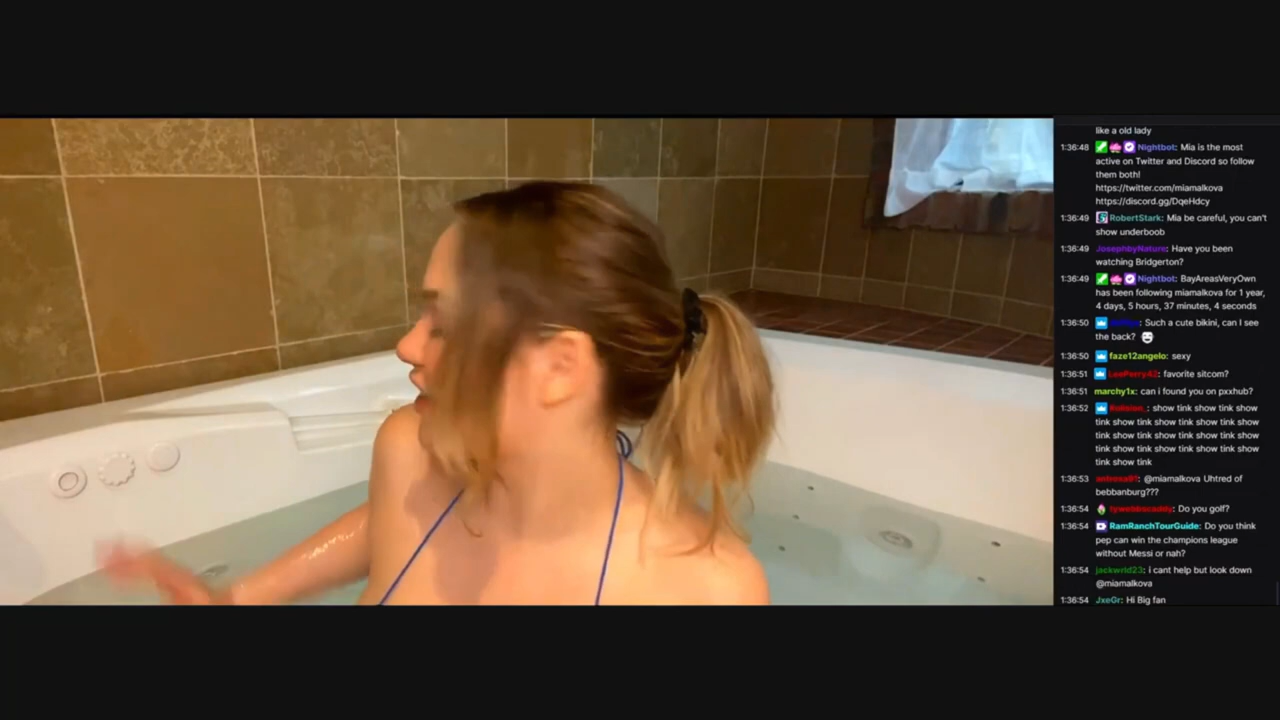 like a old lady
1:36:48 Nightbot: Mia is the most
active on Twitter and Discord so follow
them both!
https://twitter.com/miamalkova
https://discord.gg/DqeHdcy
1:36:49 RobertStark: Mia be careful, you can't
show underboob
1:36:49 JosephbyNature: Have you been
watching Bridgerton?
1:36:49 Nightbot: BayAreasVeryOwn
has been following miamalkova for 1 year,
4 days, 5 hours, 37 minutes, 4 seconds
1:36:50 : Such a cute bikini, can I see
the back?
1:36:50 faze12angelo: sexy
1:36:51 : favorite sitcom?
1:36:51 marchy1x: can i found you on pxxhub?
1:36:52 : show tink show tink show
tink show tink show tink show tink show
tink show tink show tink show tink show
tink show tink show tink show tink show
tink show tink
1:36:53 : @miamalkova Uhtred of
bebbanburg???
1:36:54 : Do you golf?
1:36:54 RamRanchTourGuide: Do you think
pep can win the champions league
without Messi or nah?
1:36:54 jackwrld23: i cant help but look down
@miamalkova
1:36:54 JxeGr: Hi Big fan